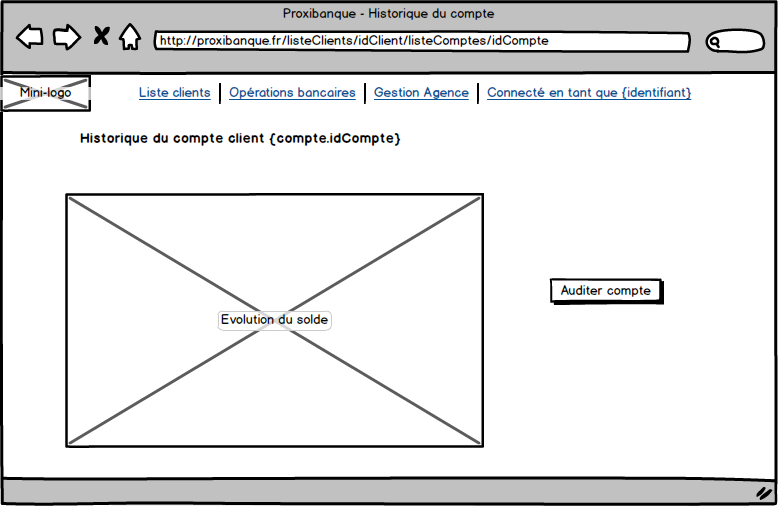 Proxibanque - Historique du compte
http://proxibanque.fr/listeClients/idClient/listeComptes/idCompte
Mini-logo
Liste clients | Opérations bancaires | Gestion Agence | Connecté en tant que {identifiant}
Historique du compte client {compte.idCompte}
Auditer compte
Evolution du solde